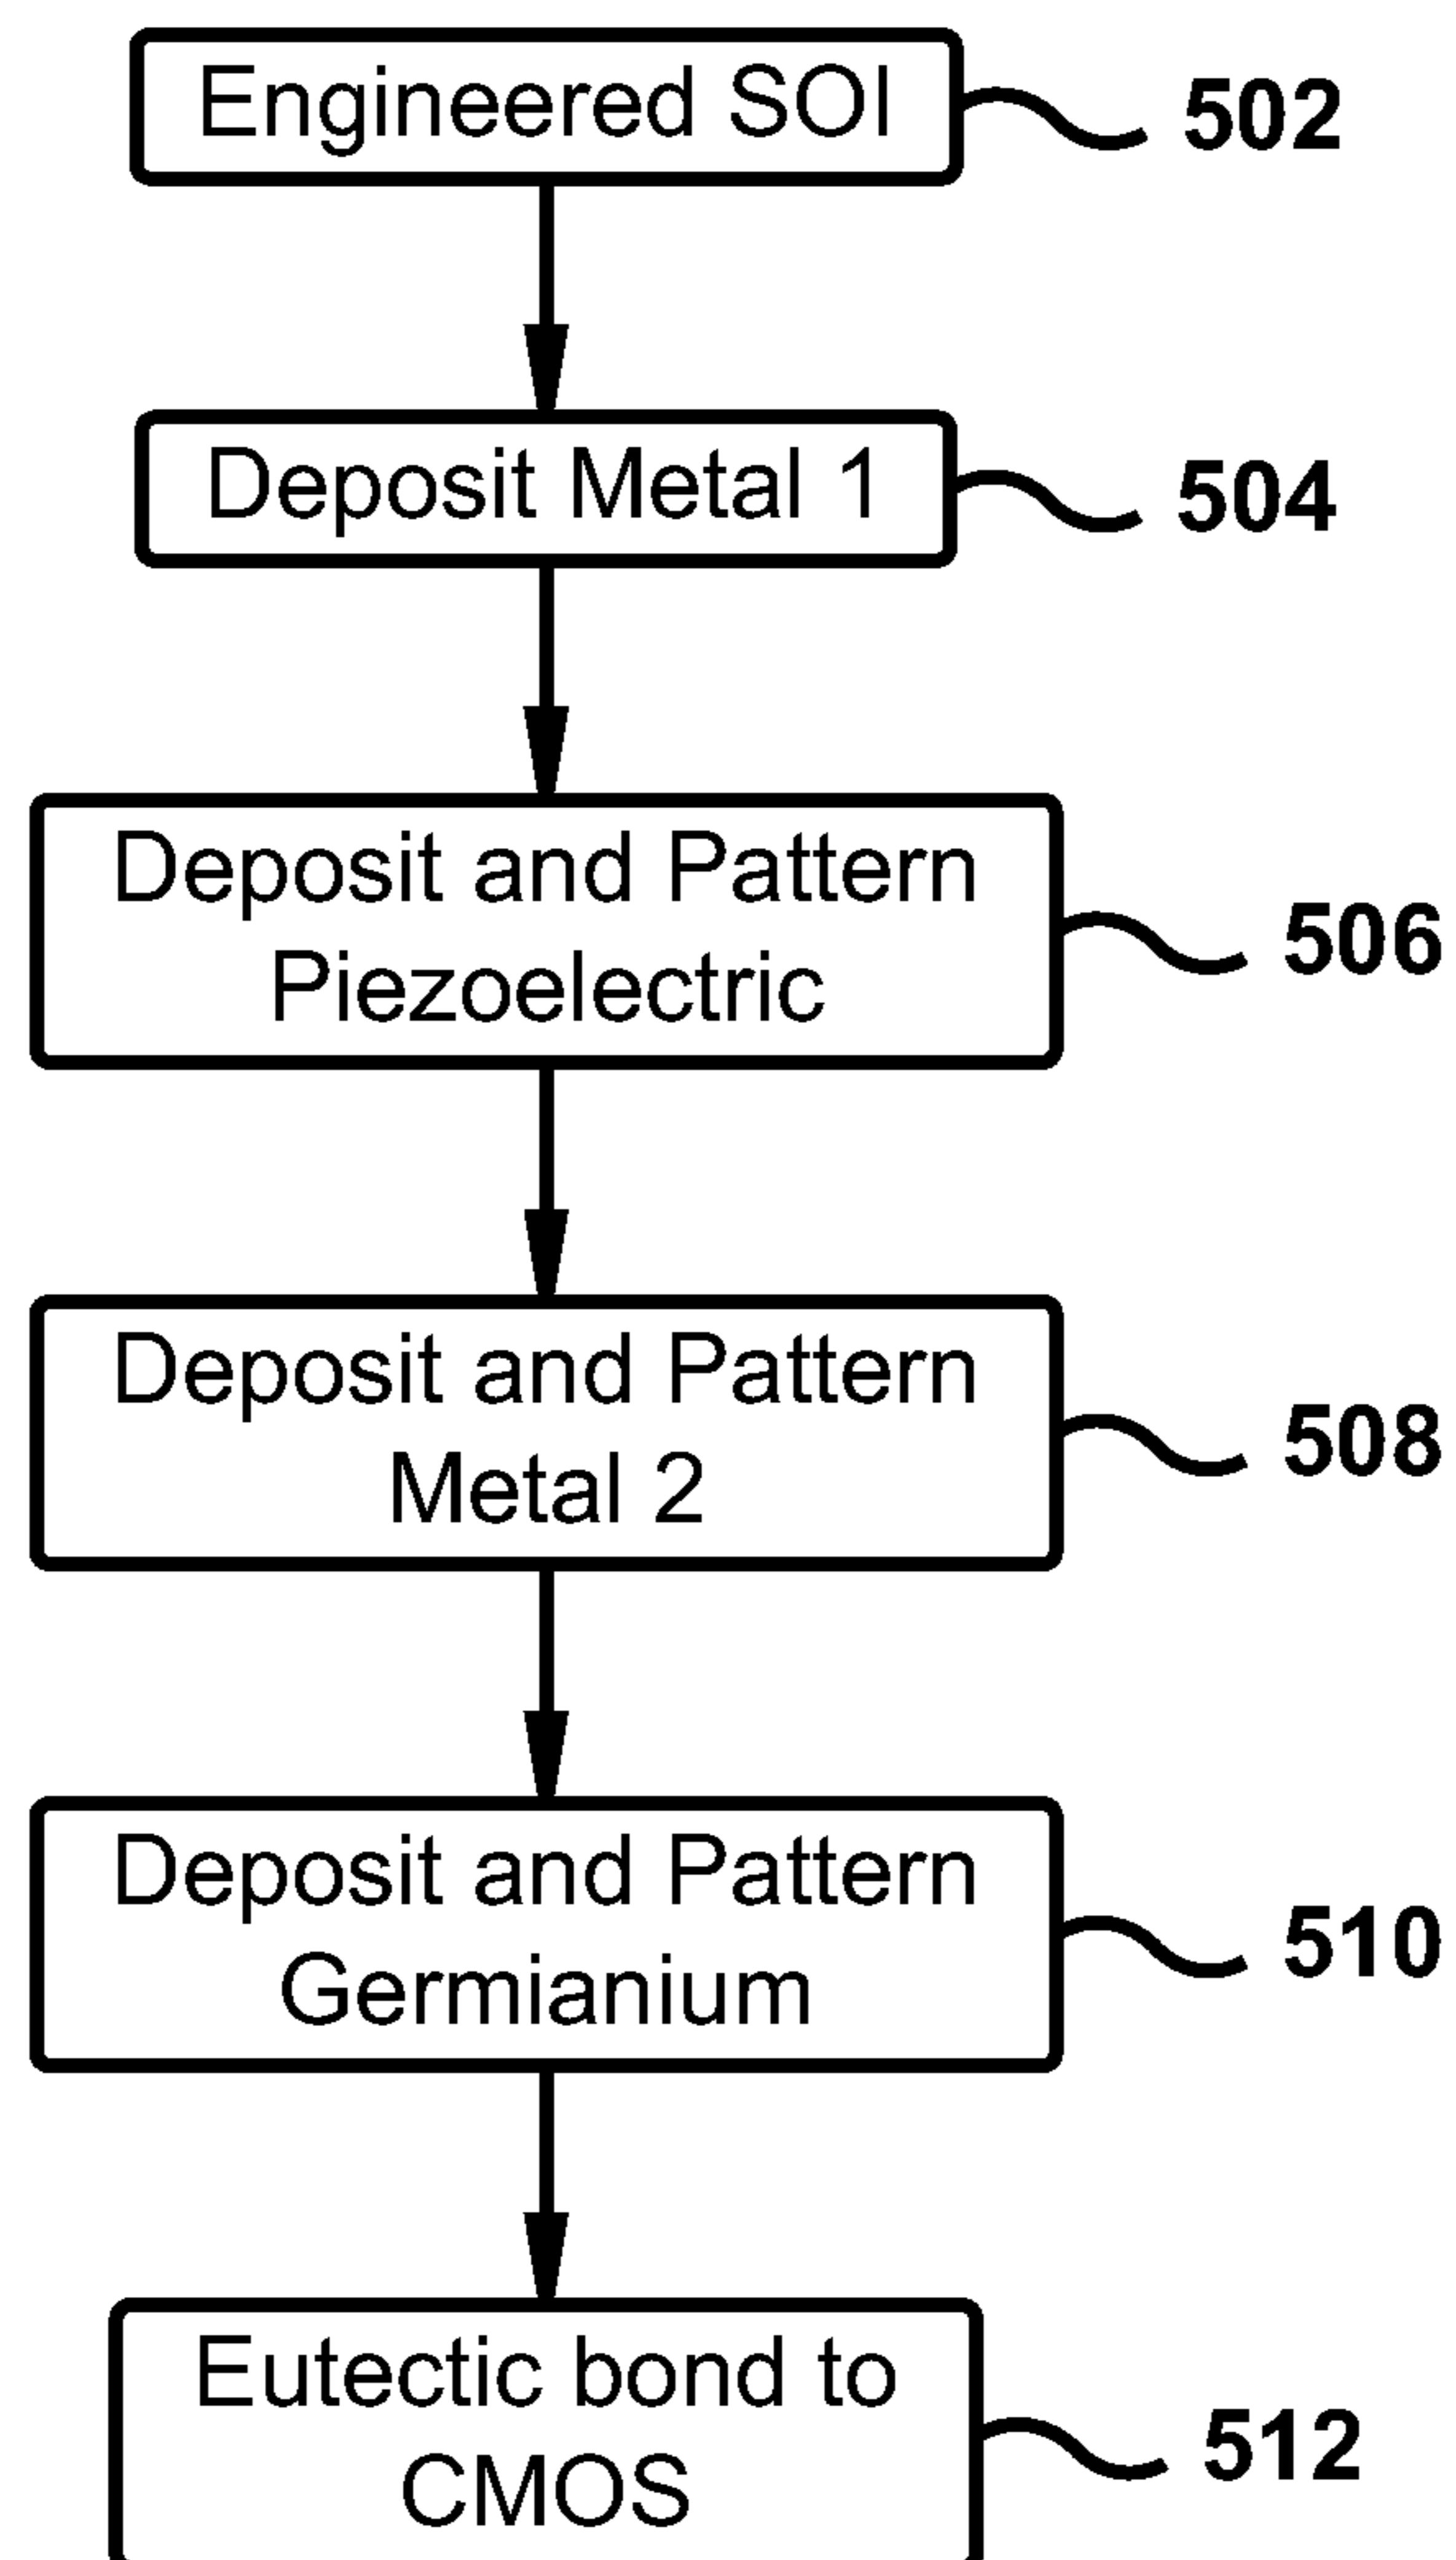 Engineered SOI
502
Deposit Metal 1
504
Deposit and Pattern
Piezoelectric
506
Deposit and Pattern
Metal 2
508
Deposit and Pattern
Germianium
510
Eutectic bond to
CMOS
512